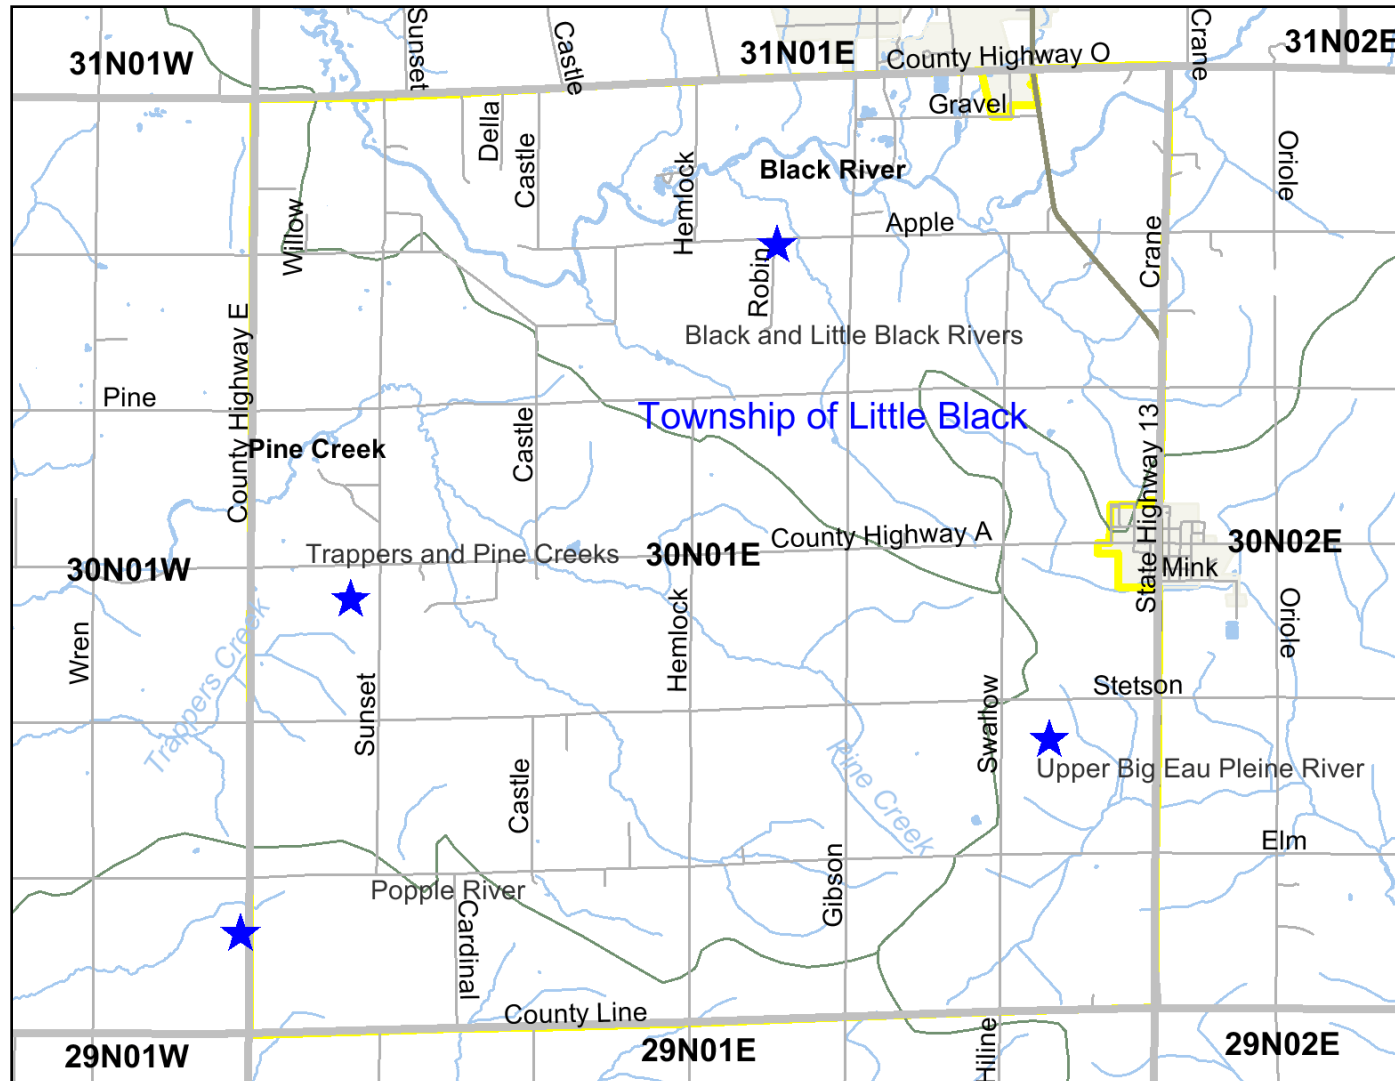 Sunset
Castle
Crane
31N01W
31N01E
31N02E
County Highway O
Gravel
Della
Castle
Hemlock
Black River
Oriole
Willow
Apple
Crane
Robin
County Highway E
Black and Little Black Rivers
Pine
Township of Little Black
Castle
Pine Creek
State Highway 13
County Highway A
30N01W
Trappers and Pine Creeks
30N01E
30N02E
Mink
Wren
Trappers Creek
Hemlock
Oriole
Sunset
Swallow
Stetson
Castle
Pine Creek
Upper Big Eau Pleine River
Elm
Gibson
Popple River
Cardinal
County Line
29N01W
29N01E
Hiline
29N02E